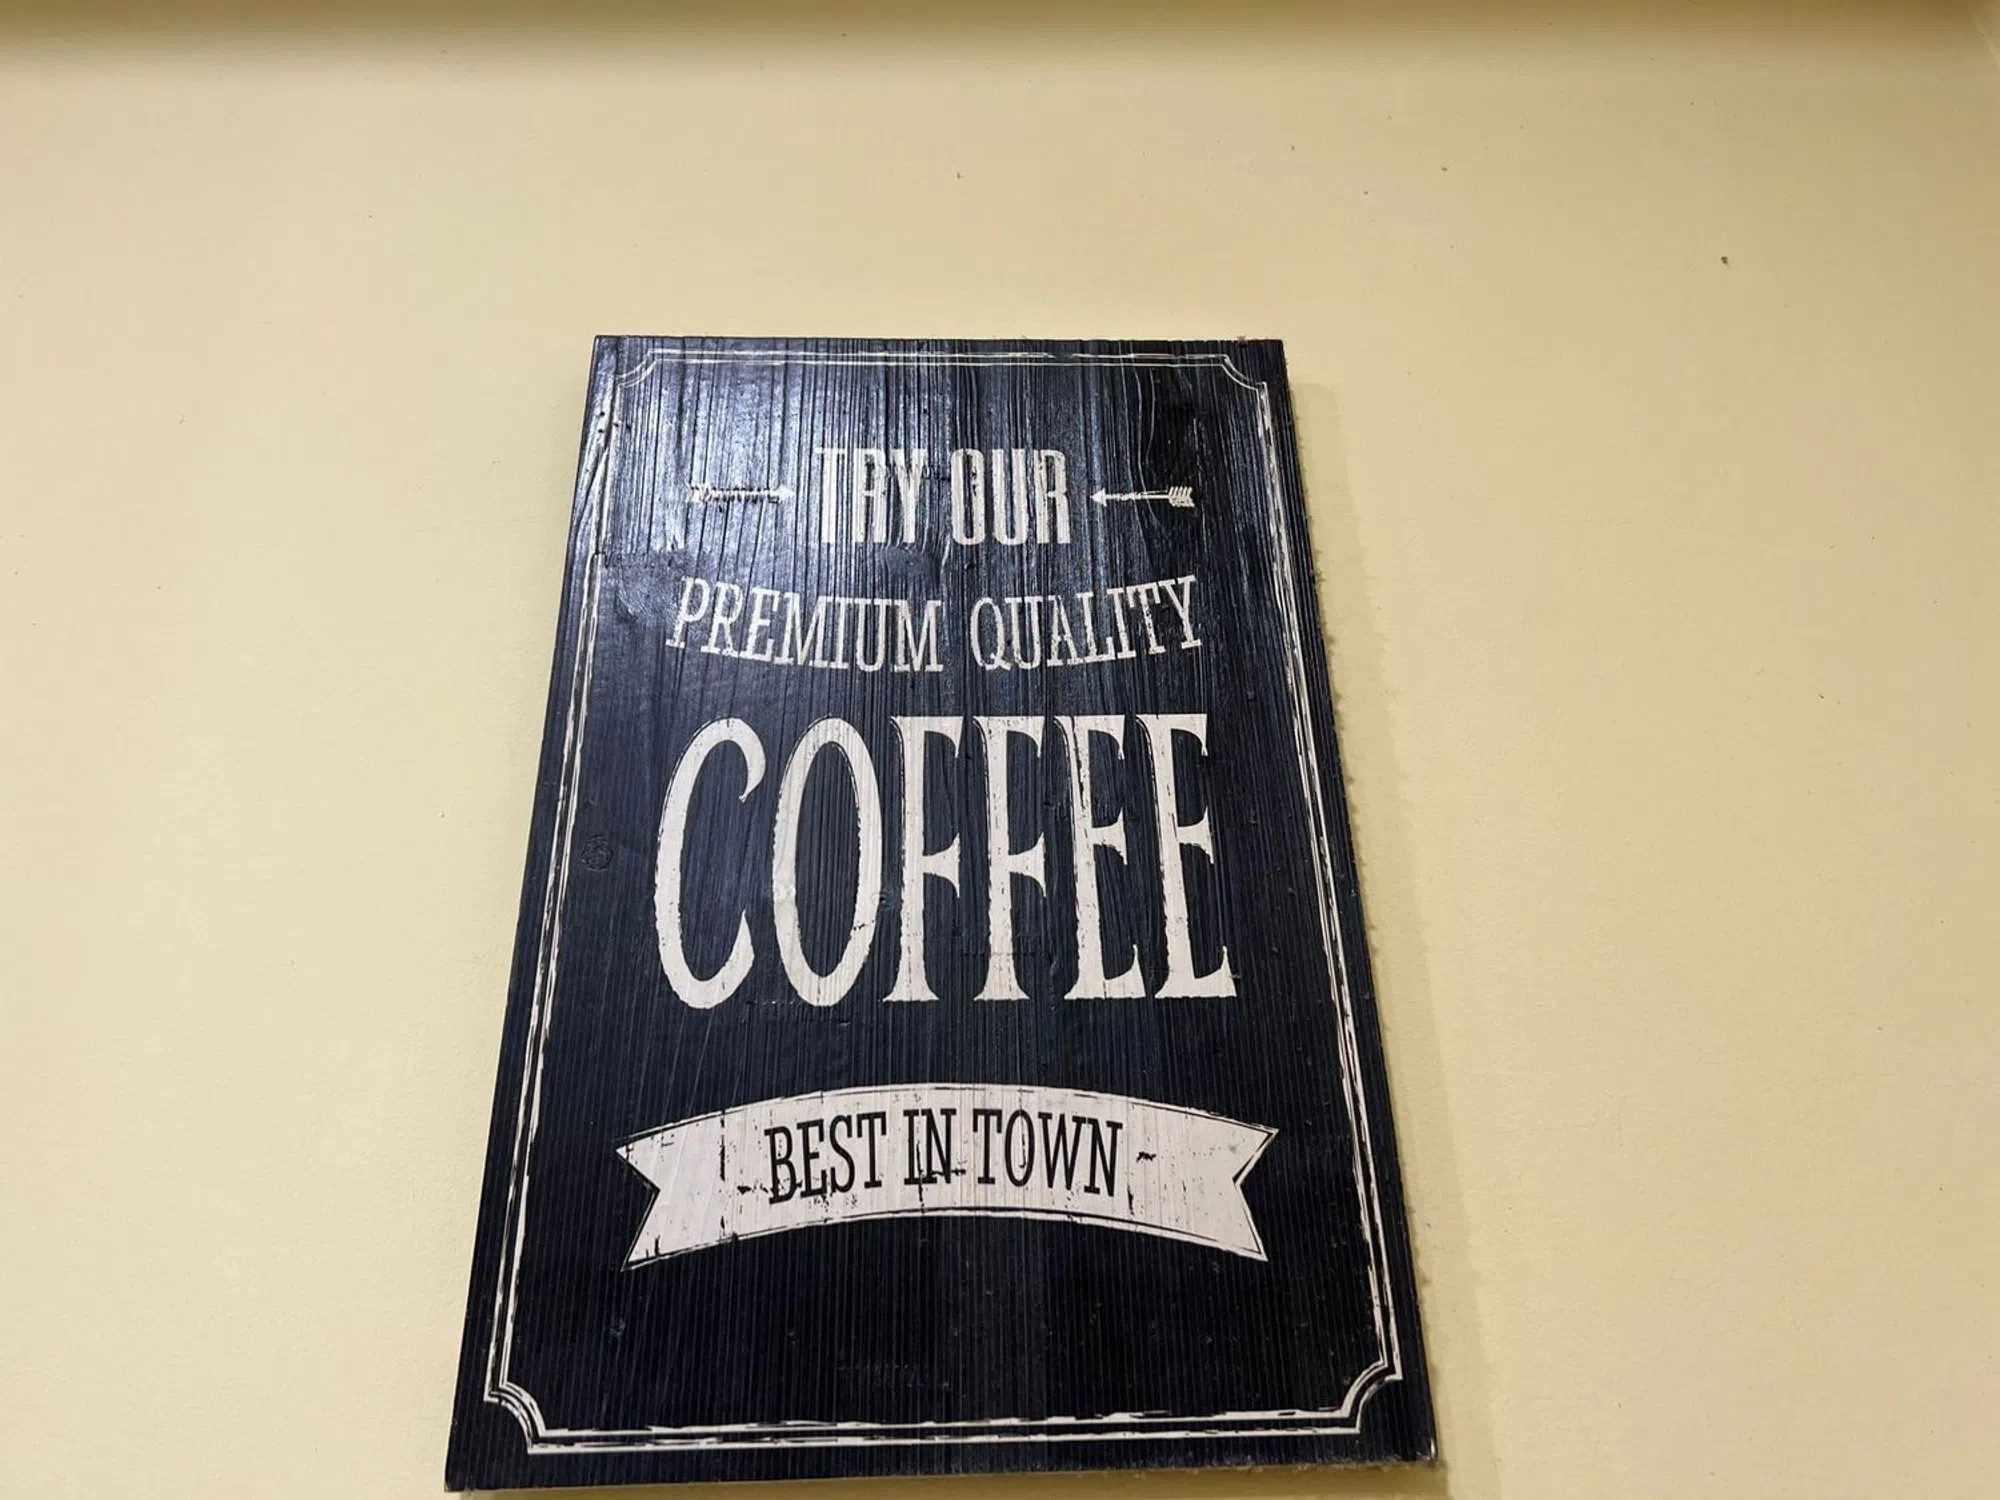 TRY OUR
PREMIUM QUALITY
COFFEE
BEST IN TOWN